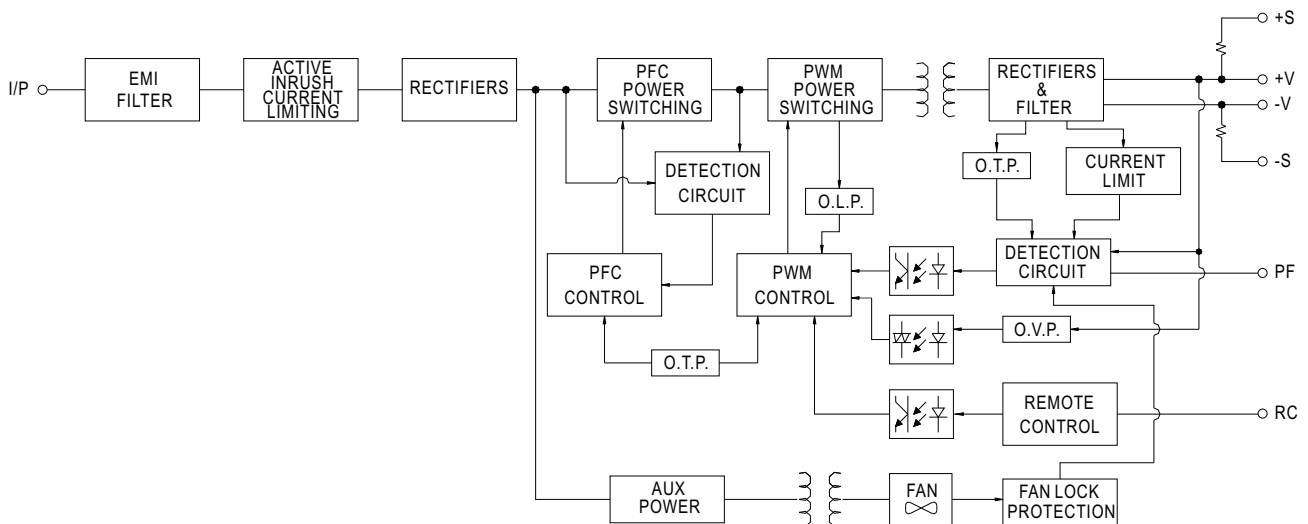 +S
I/P
EMI
FILTER
ACTIVE
INRUSH
CURRENT
LIMITING
RECTIFIERS
PFC
POWER
SWITCHING
PWM
POWER
SWITCHING
RECTIFIERS
&
FILTER
+V
-V
-S
DETECTION
CIRCUIT
O.L.P.
O.T.P.
CURRENT
LIMIT
PFC
CONTROL
PWM
CONTROL
DETECTION
CIRCUIT
PF
O.T.P.
O.V.P.
REMOTE
CONTROL
RC
AUX
POWER
FAN
FAN LOCK
PROTECTION